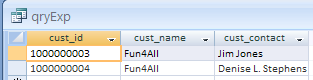 qryExp
cust_id cust_name cust_contact
1000000003 Fun4All Jim Jones
1000000004 Fun4All Denise L. Stephens